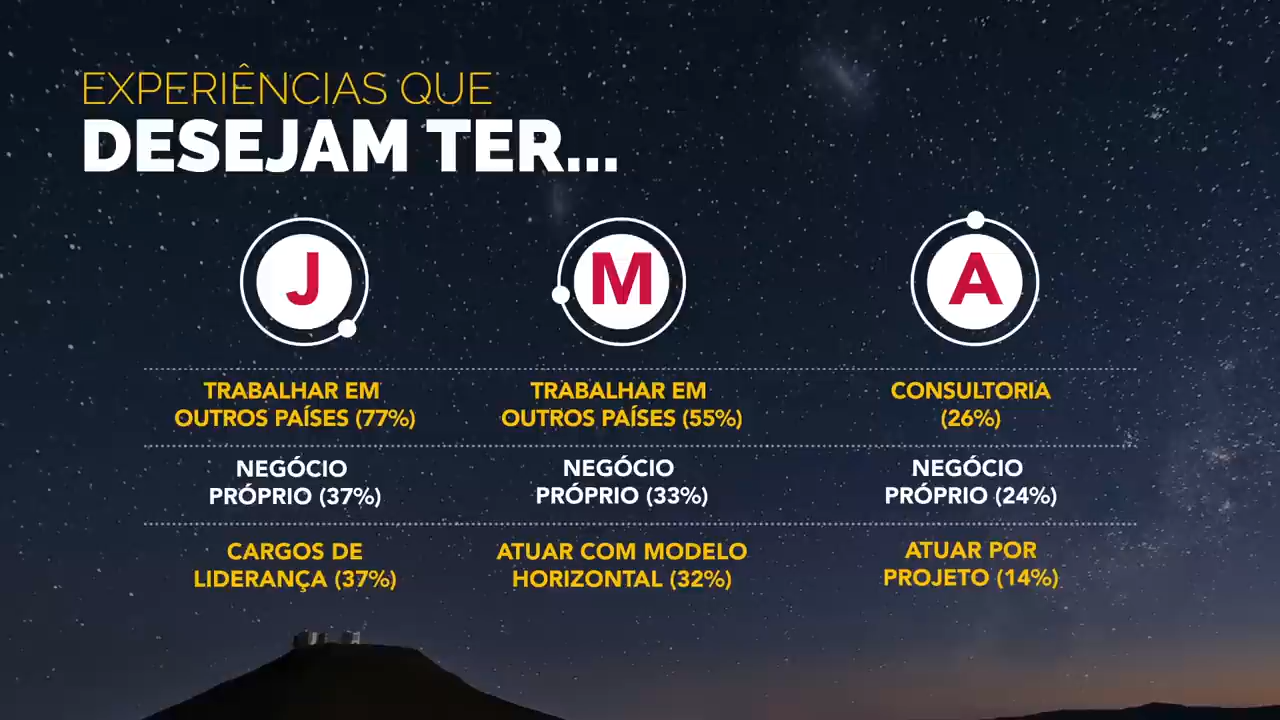 EXPERIÊNCIAS QUE
DESEJAM TER...
J
M
A
TRABALHAR EM
OUTROS PAÍSES (77%)
TRABALHAR EM
OUTROS PAÍSES (55%)
CONSULTORIA
(26%)
NEGÓCIO
PRÓPRIO (37%)
NEGÓCIO
PRÓPRIO (33%)
NEGÓCIO
PRÓPRIO (24%)
CARGOS DE
LIDERANÇA (37%)
ATUAR COM MODELO
HORIZONTAL (32%)
ATUAR POR
PROJETO (14%)